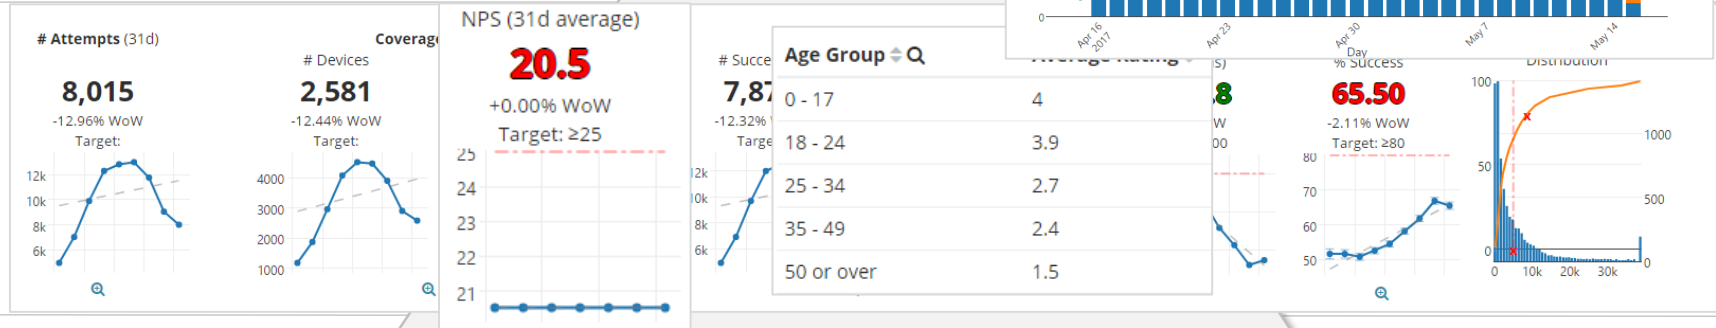 # Attempts (31d)
8,015
-12.96% WoW
Target:
12k
10k
8k
6k
Coverage
# Devices
2,581
-12.44% WoW
Target:
4000
3000
2000
1000
NPS (31d average)
20.5
+0.00% WoW
Target: ≥25
25
24
23
22
21
# Succe
7,87
-12.32%
Targe
12k
10k
8k
6k
Age Group
Average Rating
0 - 17 4
18 - 24 3.9
25 - 34 2.7
35 - 49 2.4
50 or over 1.5
0
Apr 16
2017
Apr 23
Apr 30
May 7
May 14
Day
s)
.8
W
00
% Success
65.50
-2.11% WoW
Target: ≥80
80
70
60
50
Distribution
100
50
0
1000
500
0
0 10k 20k 30k